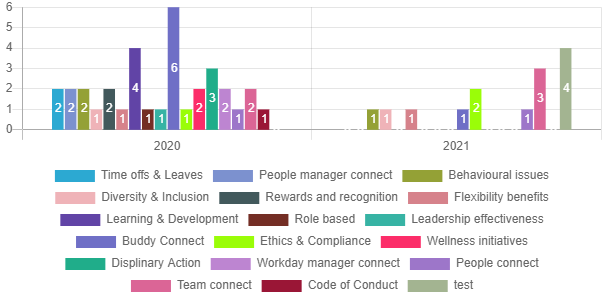 6
5
4
3
2
1
0
2 2 2 1 2 1 4 1 1 6 1 2 3 2 1 2 1
1 1 1 1 2 1 3 4
2020 2021
Time offs & Leaves People manager connect Behavioural issues
Diversity & Inclusion Rewards and recognition Flexibility benefits
Learning & Development Role based Leadership effectiveness
Buddy Connect Ethics & Compliance Wellness initiatives
Displinary Action Workday manager connect People connect
Team connect Code of Conduct test